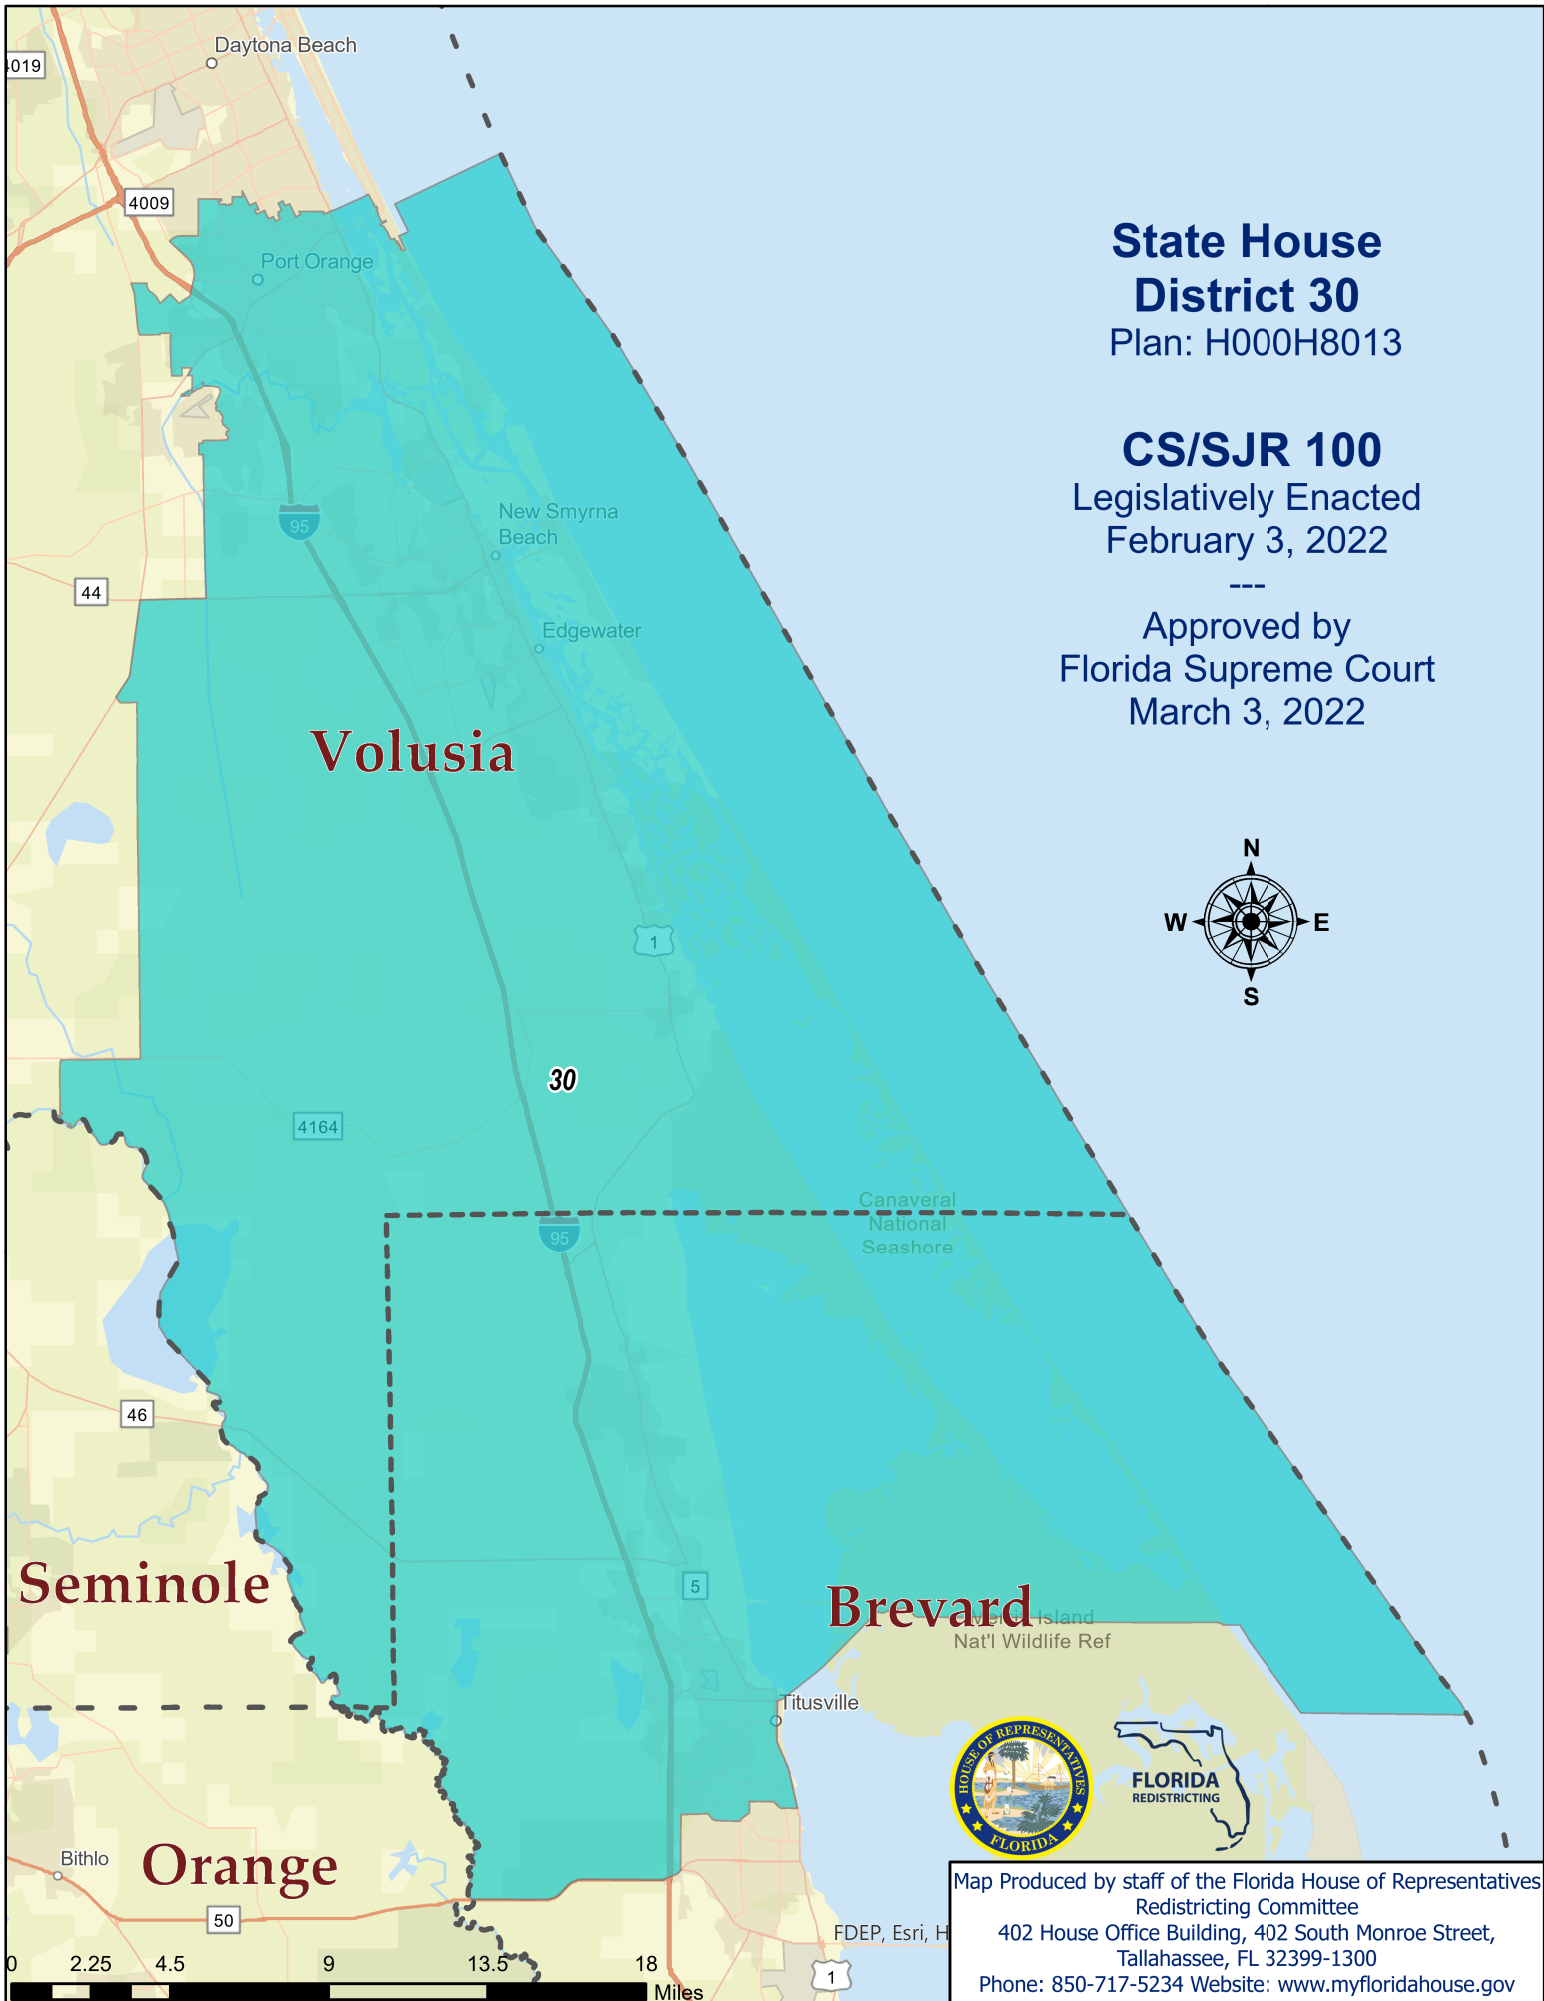 Daytona Beach
4019
4009
Port Orange
State House
District 30
Plan: H000H8013
CS/SJR 100
Legislatively Enacted
February 3, 2022
---
Approved by
Florida Supreme Court
March 3, 2022
95
New Smyrna
Beach
44
Edgewater
Volusia
N
W E
S
1
30
4164
Canaveral
National
Seashore
95
46
Seminole
5
Brevard
Island
Nat'l Wildlife Ref
Titusville
HOUSE OF REPRESENTATIVES
FLORIDA
FLORIDA
REDISTRICTING
Bithlo
Orange
50
FDEP, Esri, H
1
0 2.25 4.5 9 13.5 18
Miles
Map Produced by staff of the Florida House of Representatives
Redistricting Committee
402 House Office Building, 402 South Monroe Street,
Tallahassee, FL 32399-1300
Phone: 850-717-5234 Website: www.myfloridahouse.gov